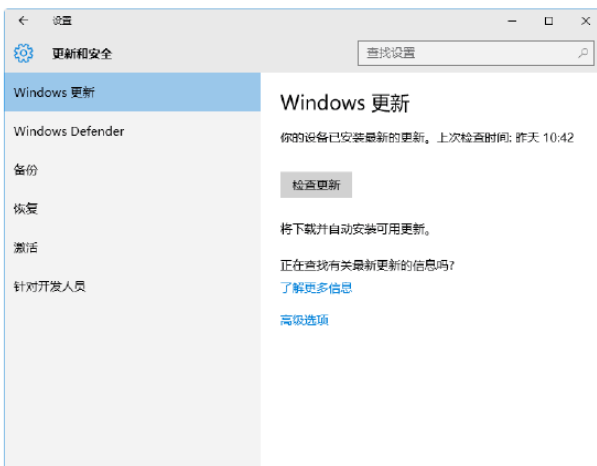 设置
更新和安全
查找设置
Windows 更新
Windows Defender
备份
恢复
激活
针对开发人员
Windows 更新
你的设备已安装最新的更新。上次检查时间: 昨天 10:42
检查更新
将下载并自动安装可用更新。
正在查找有关最新更新的信息吗?
了解更多信息
高级选项